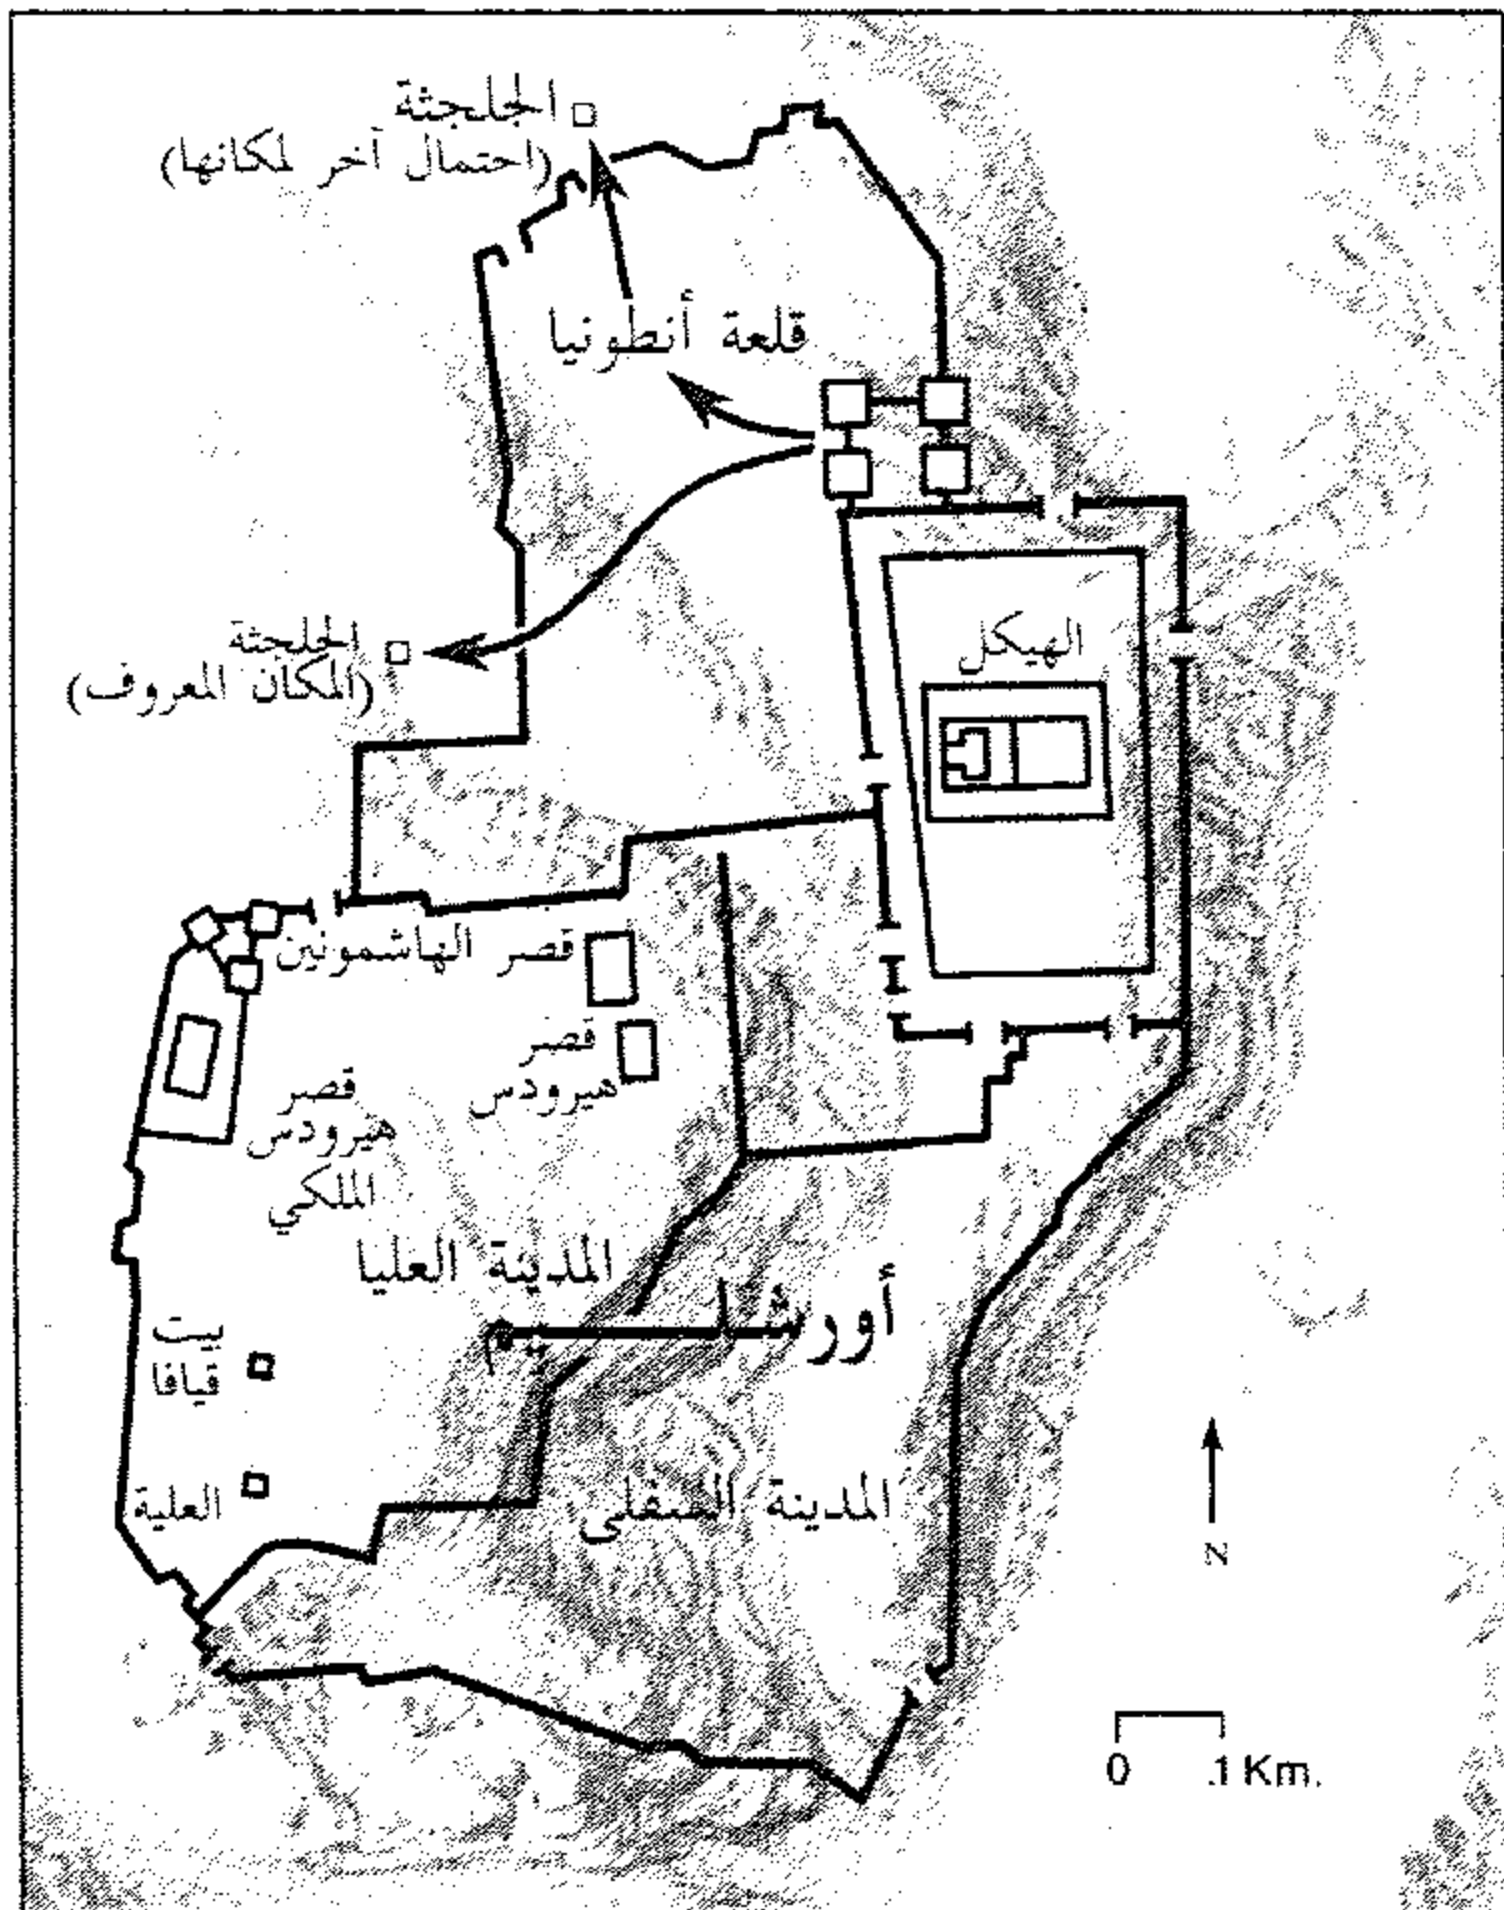 الجلجثة
(احتمال آخر لمكانها)
قلعة أنطونيا
الجلجثة
(المكان المعروف)
الهيكل
قصر الهاشمونين
قصر
هيرودس
قصر
هيرودس
الملكي
المدينة العليا
أورشليم
بيت
قيافا
العلية
المدينة السفلى
N
0 .1 Km.